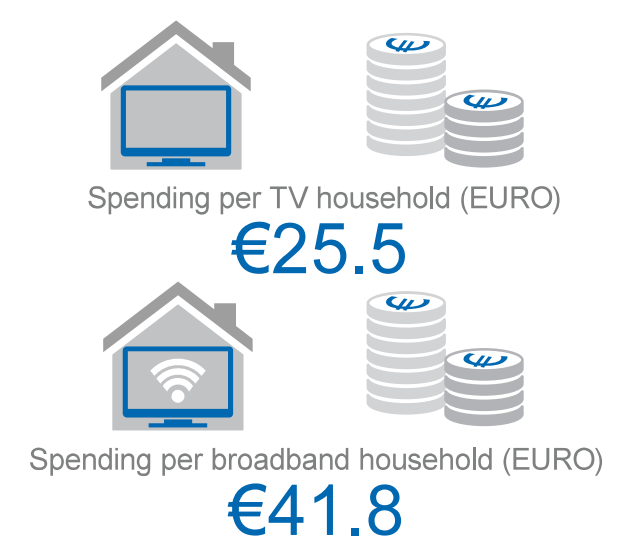 Spending per TV household (EURO)
€25.5
Spending per broadband household (EURO)
€41.8